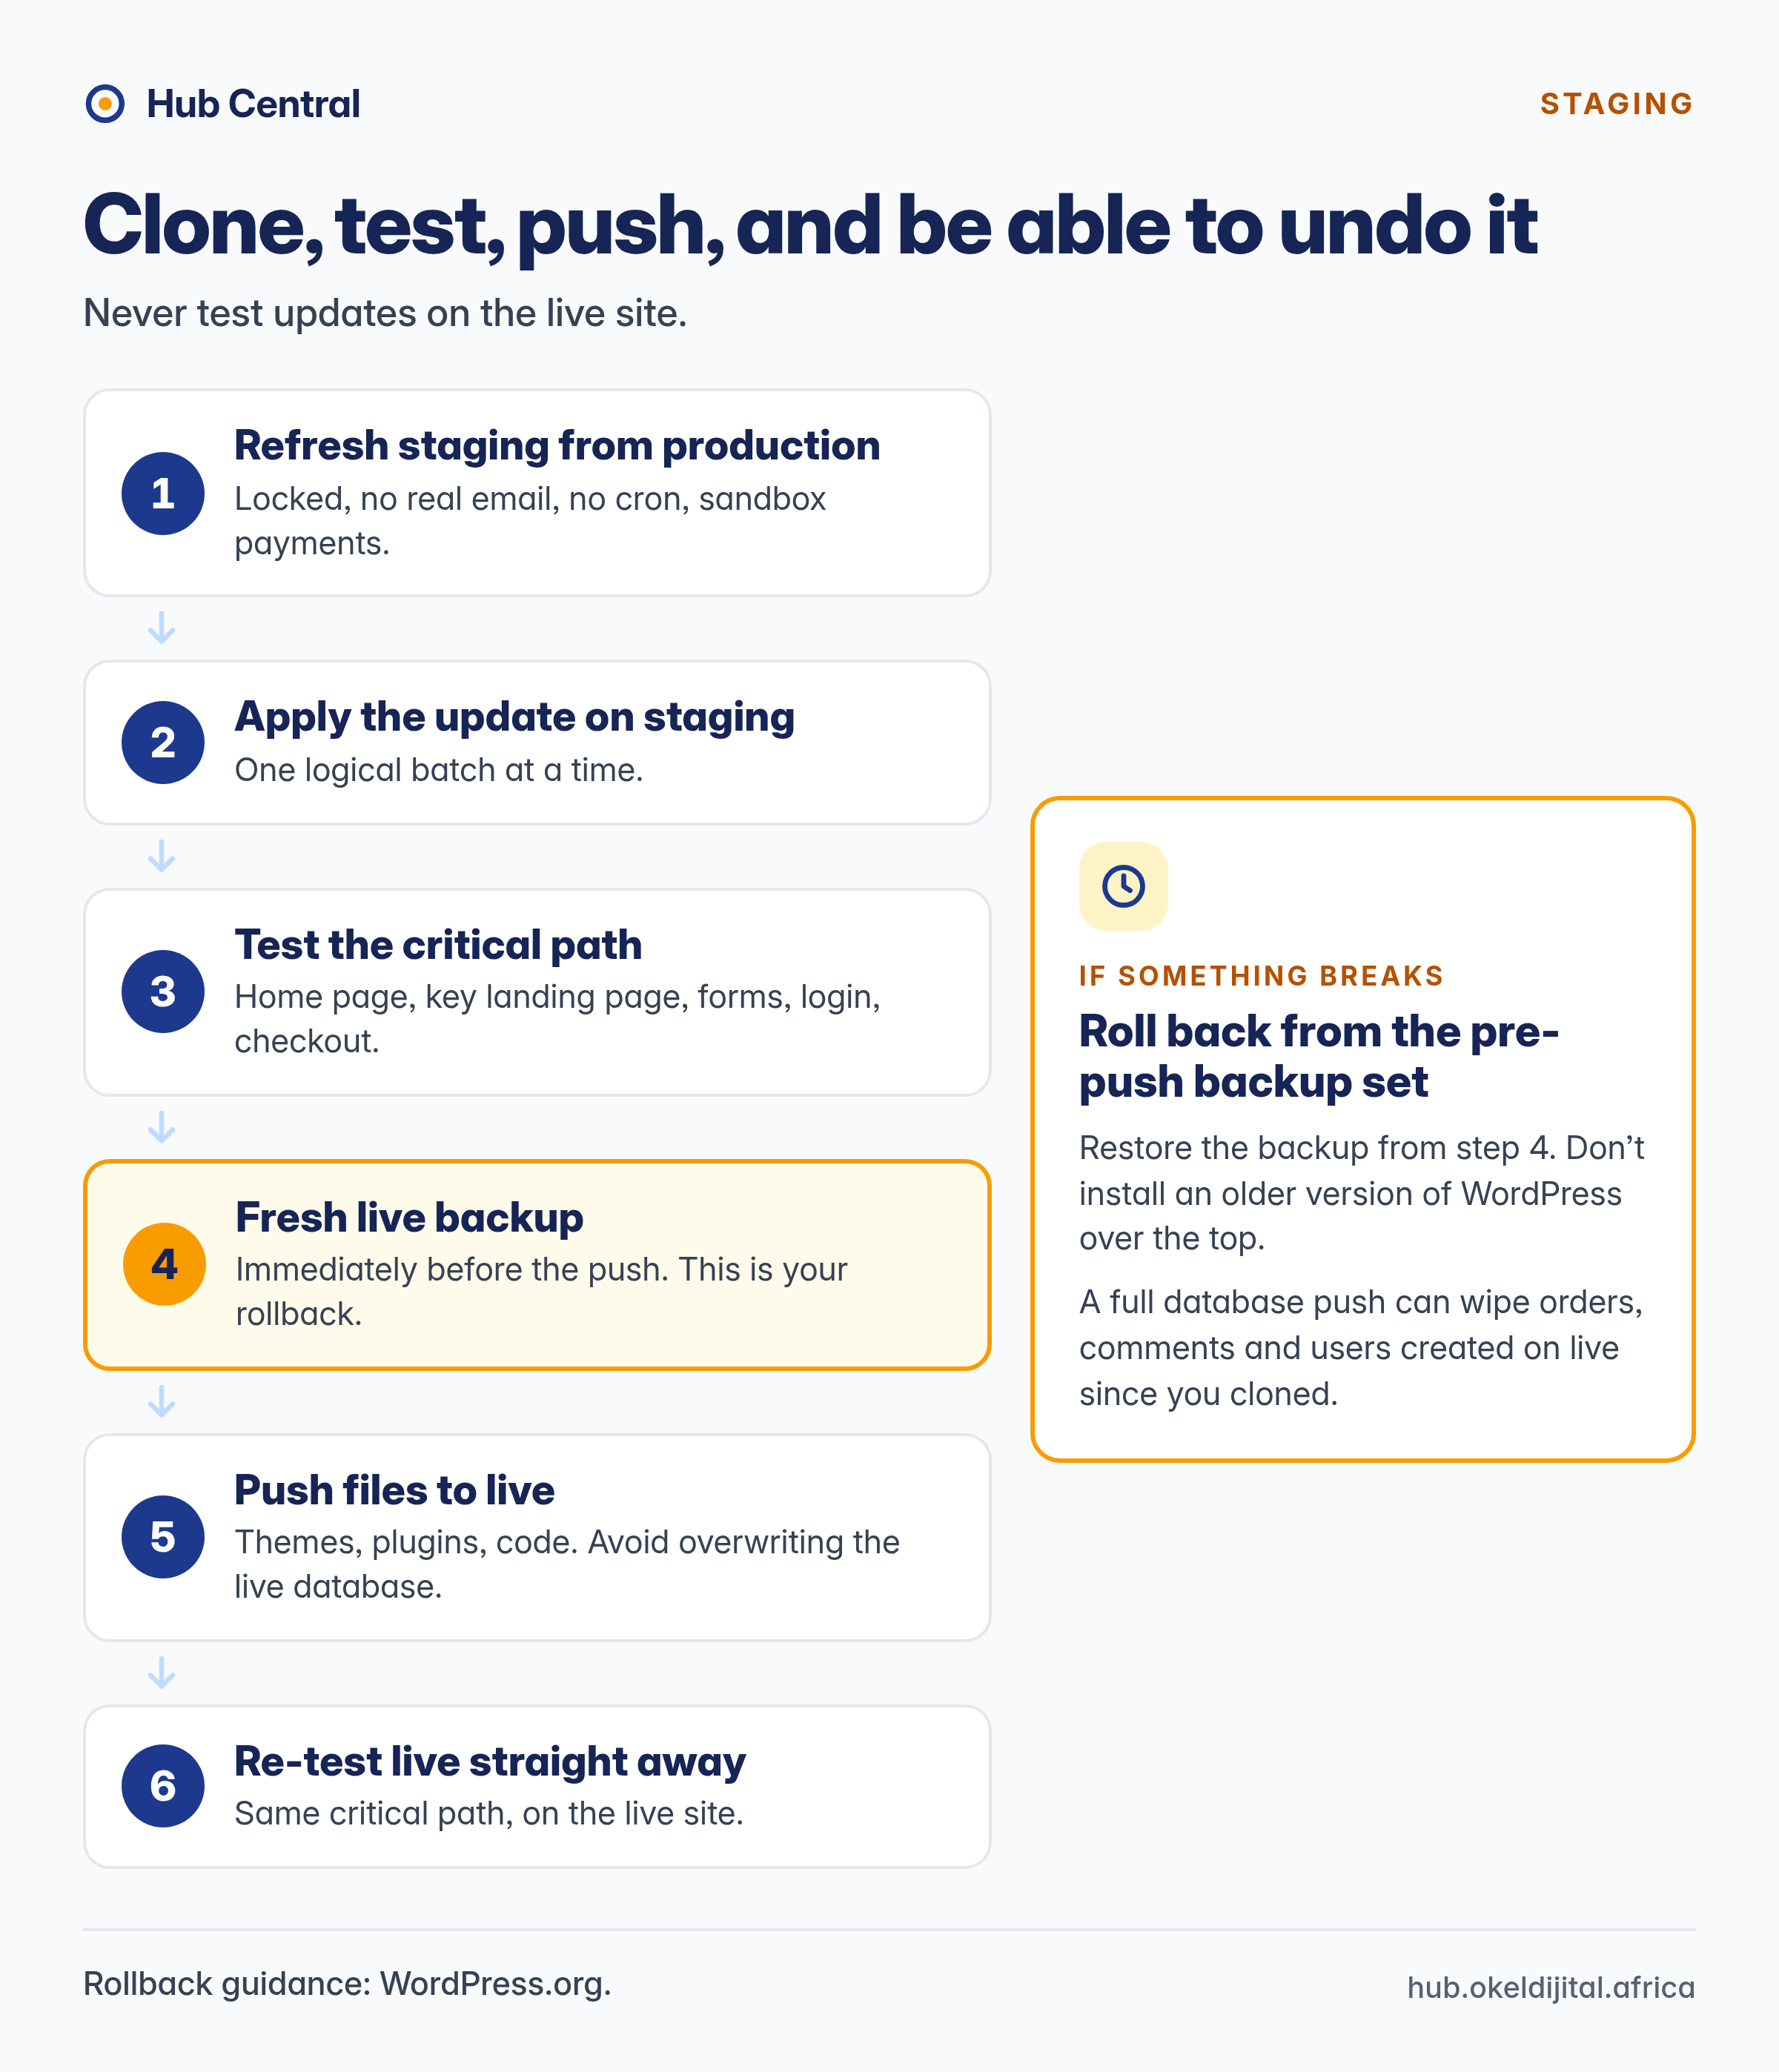 Hub Central
STAGING
Clone, test, push, and be able to undo it
Never test updates on the live site.
1
Refresh staging from production
Locked, no real email, no cron, sandbox
payments.
2
Apply the update on staging
One logical batch at a time.
3
Test the critical path
Home page, key landing page, forms, login,
checkout.
4
Fresh live backup
Immediately before the push. This is your
rollback.
5
Push files to live
Themes, plugins, code. Avoid overwriting the
live database.
6
Re-test live straight away
Same critical path, on the live site.
IF SOMETHING BREAKS
Roll back from the pre-
push backup set
Restore the backup from step 4. Don’t
install an older version of WordPress
over the top.
A full database push can wipe orders,
comments and users created on live
since you cloned.
Rollback guidance: WordPress.org.
hub.okeldijital.africa